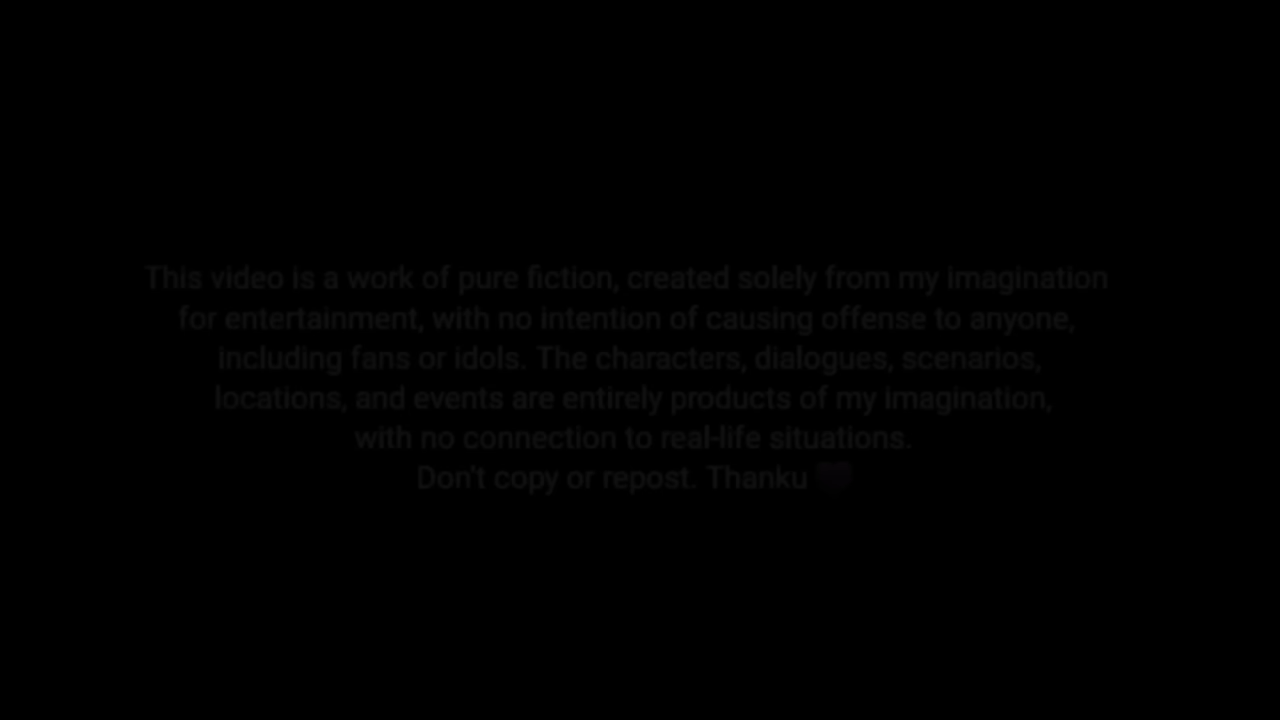 This video is a work of pure fiction, created solely from my imagination
for entertainment, with no intention of causing offense to anyone,
including fans or idols. The characters, dialogues, scenarios,
locations, and events are entirely products of my imagination,
with no connection to real-life situations.
Don't copy or repost. Thanku 💜